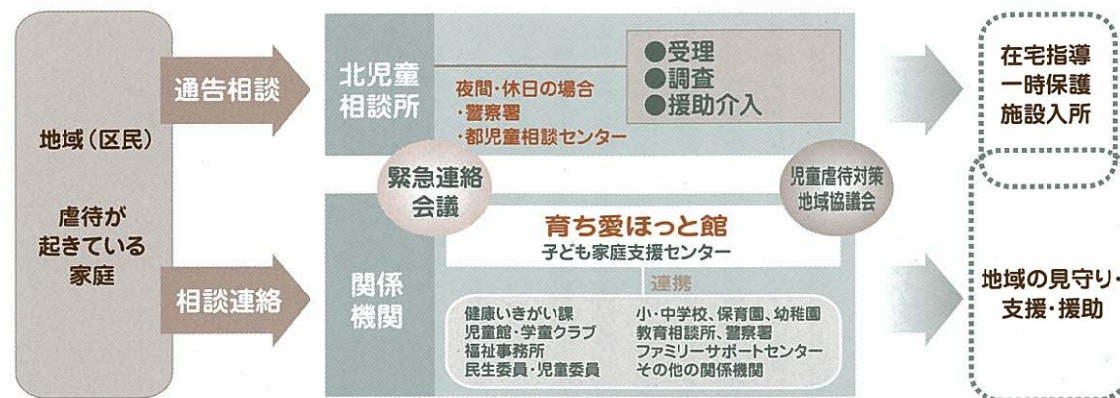 地域(区民)
虐待が
起きている
家庭
通告相談
相談連絡
北児童
相談所
夜間・休日の場合
・警察署
・都児童相談センター
●受理
●調査
●援助介入
緊急連絡
会議
児童虐待対策
地域協議会
関係
機関
育ち愛ほっと館
子ども家庭支援センター
連携
健康いきがい課
児童館・学童クラブ
福祉事務所
民生委員・児童委員
小・中学校、保育園、幼稚園
教育相談所、警察署
ファミリーサポートセンター
その他の関係機関
在宅指導
一時保護
施設入所
地域の見守り・
支援・援助